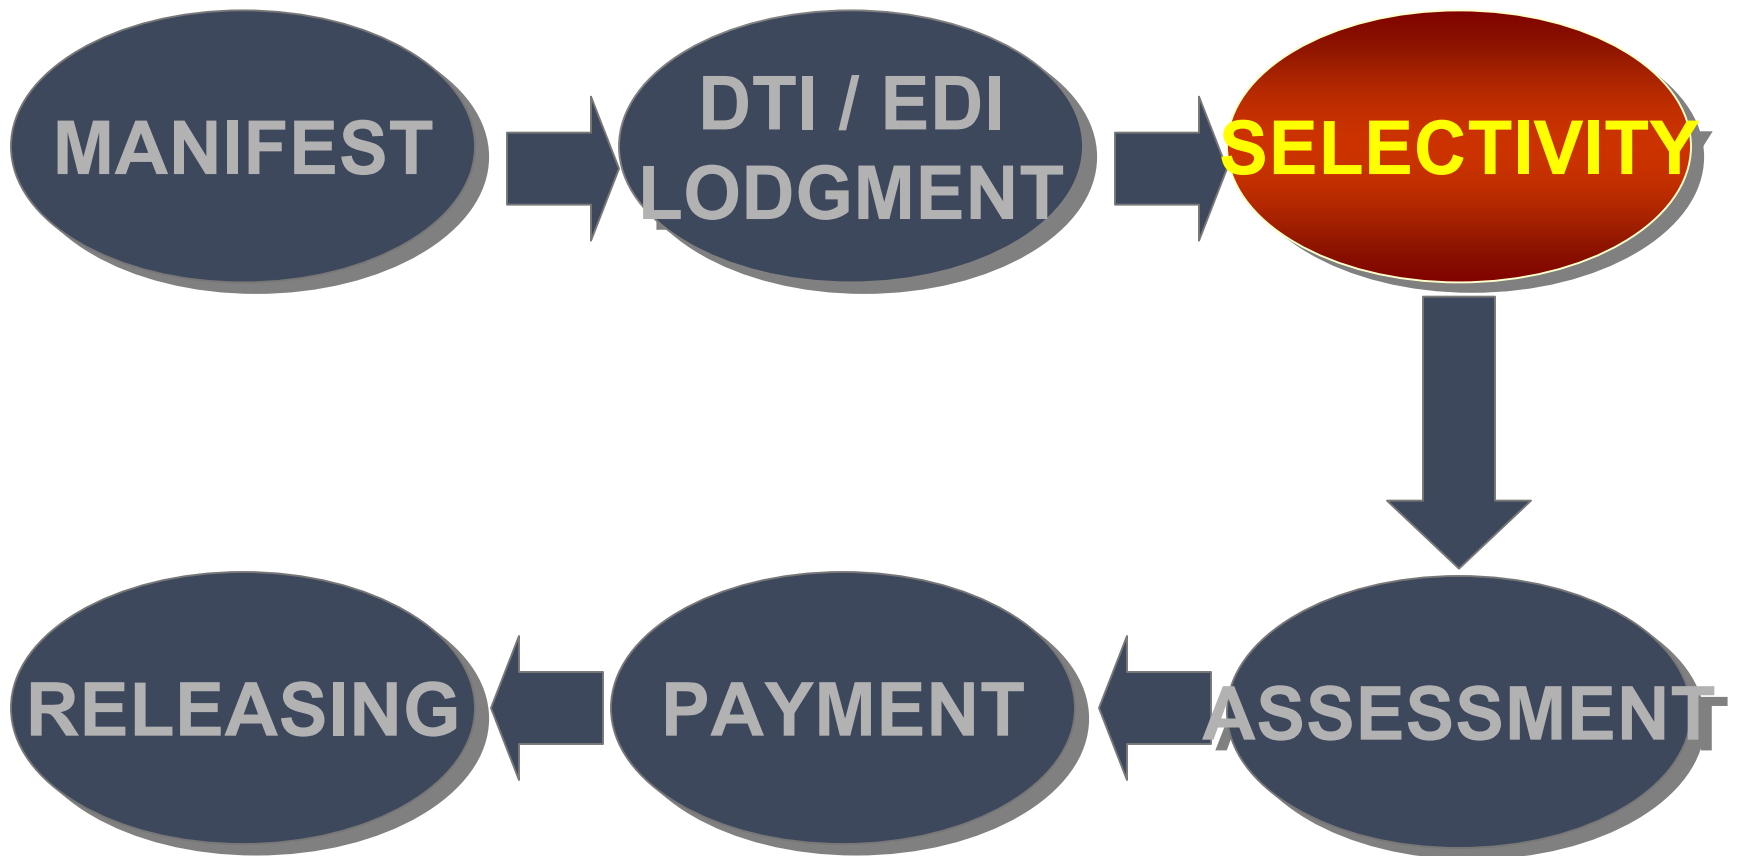 MANIFEST
DTI / EDI
LODGMENT
SELECTIVITY
ASSESSMENT
PAYMENT
RELEASING